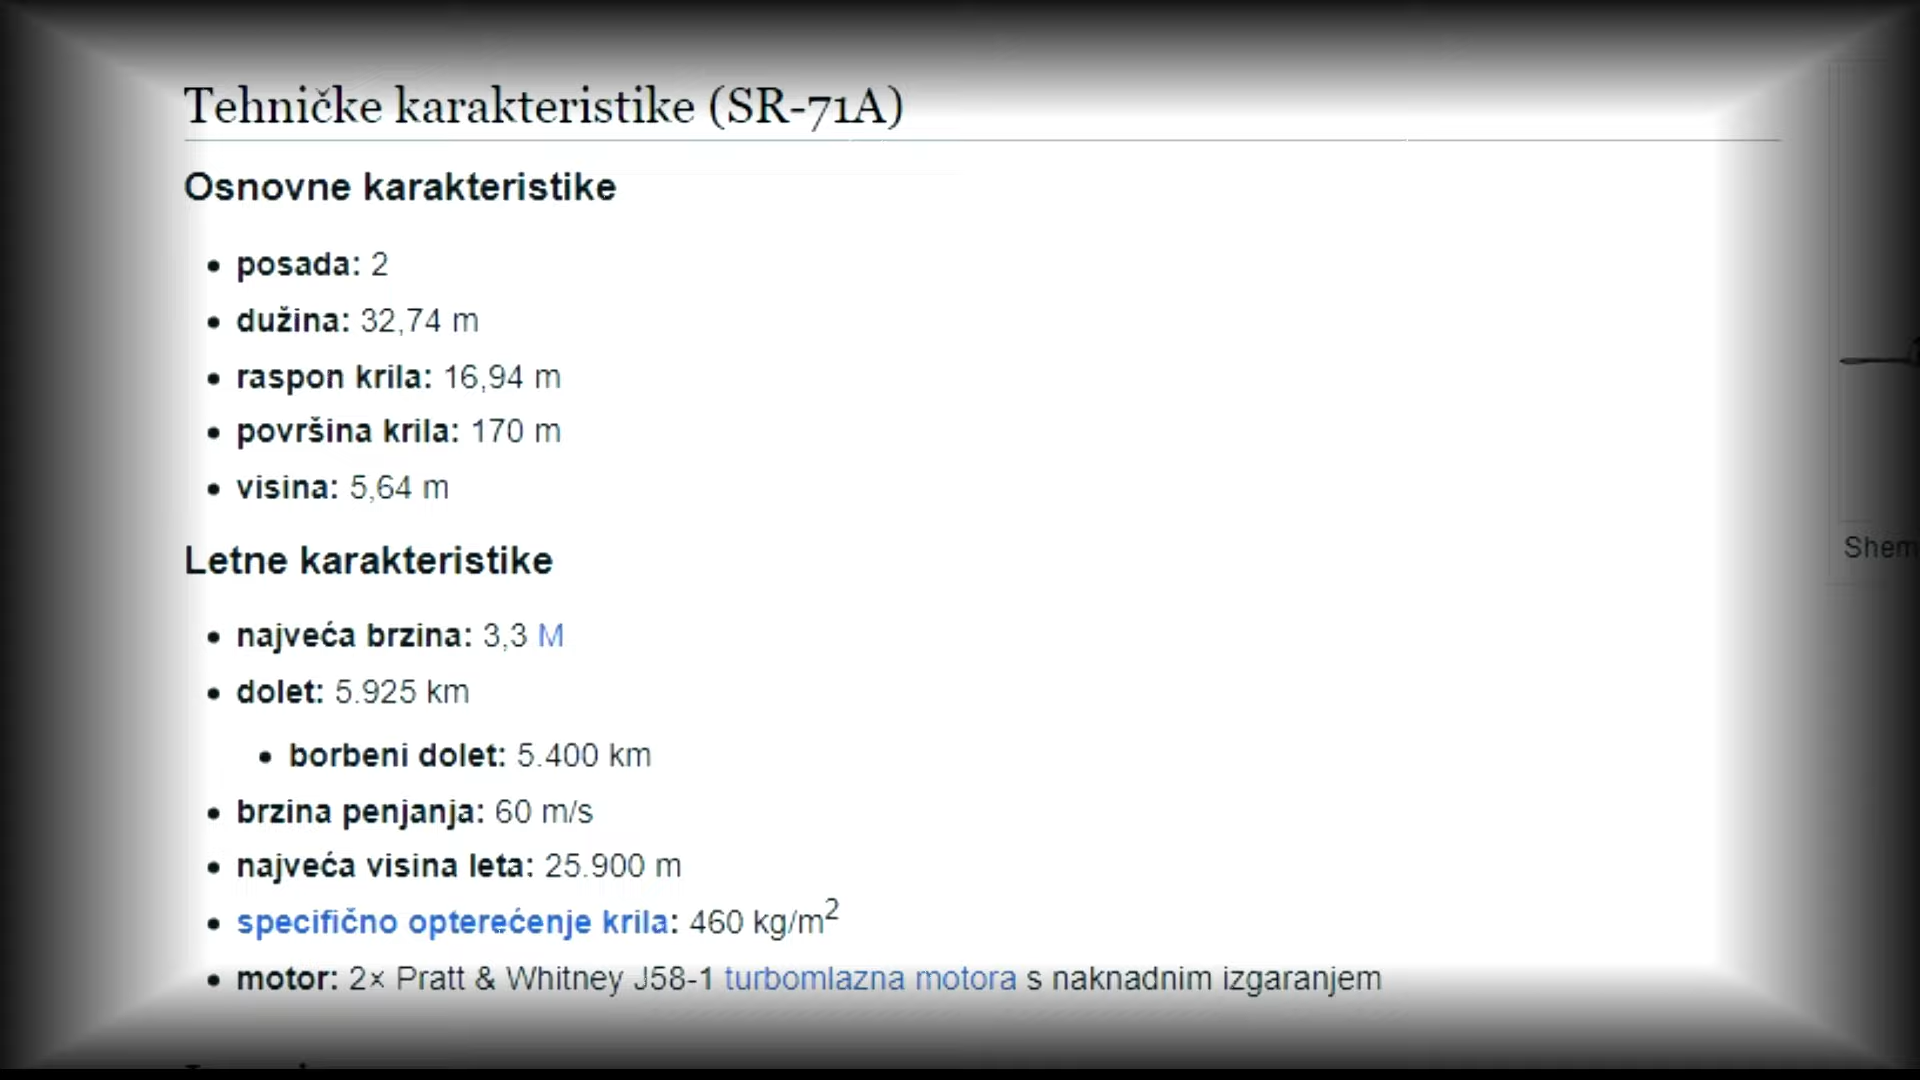 Tehničke karakteristike (SR-71A)
Osnovne karakteristike
posada: 2
dužina: 32,74 m
raspon krila: 16,94 m
površina krila: 170 m
visina: 5,64 m
Letne karakteristike
najveća brzina: 3,3 M
dolet: 5.925 km
borbeni dolet: 5.400 km
brzina penjanja: 60 m/s
najveća visina leta: 25.900 m
specifično opterećenje krila: 460 kg/m²
motor: 2× Pratt & Whitney J58-1 turbomlazna motora s naknadnim izgaranjem
Shem